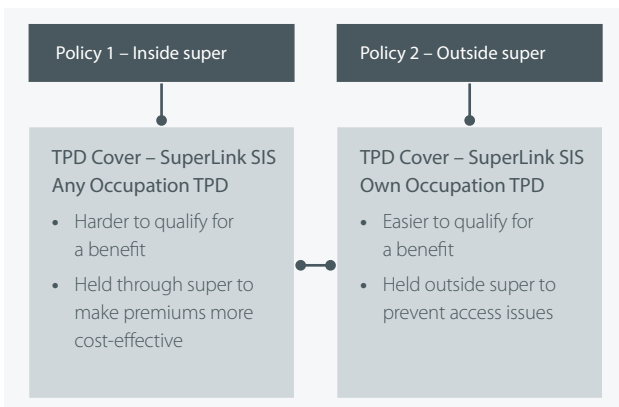 Policy 1 – Inside super
TPD Cover – SuperLink SIS
Any Occupation TPD
• Harder to qualify for
a benefit
• Held through super to
make premiums more
cost-effective
Policy 2 – Outside super
TPD Cover – SuperLink SIS
Own Occupation TPD
• Easier to qualify for
a benefit
• Held outside super to
prevent access issues